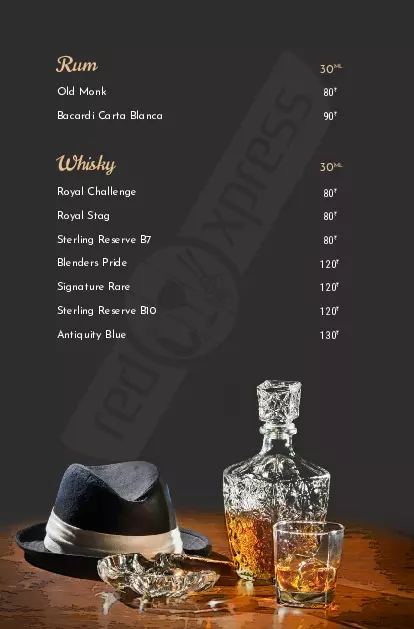 Rum 30ML
Old Monk 80₹
Bacardi Carta Blanca 90₹
Whisky 30ML
Royal Challenge 80₹
Royal Stag 80₹
Sterling Reserve B7 80₹
Blenders Pride 120₹
Signature Rare 120₹
Sterling Reserve B10 120₹
Antiquity Blue 130₹
red xpress